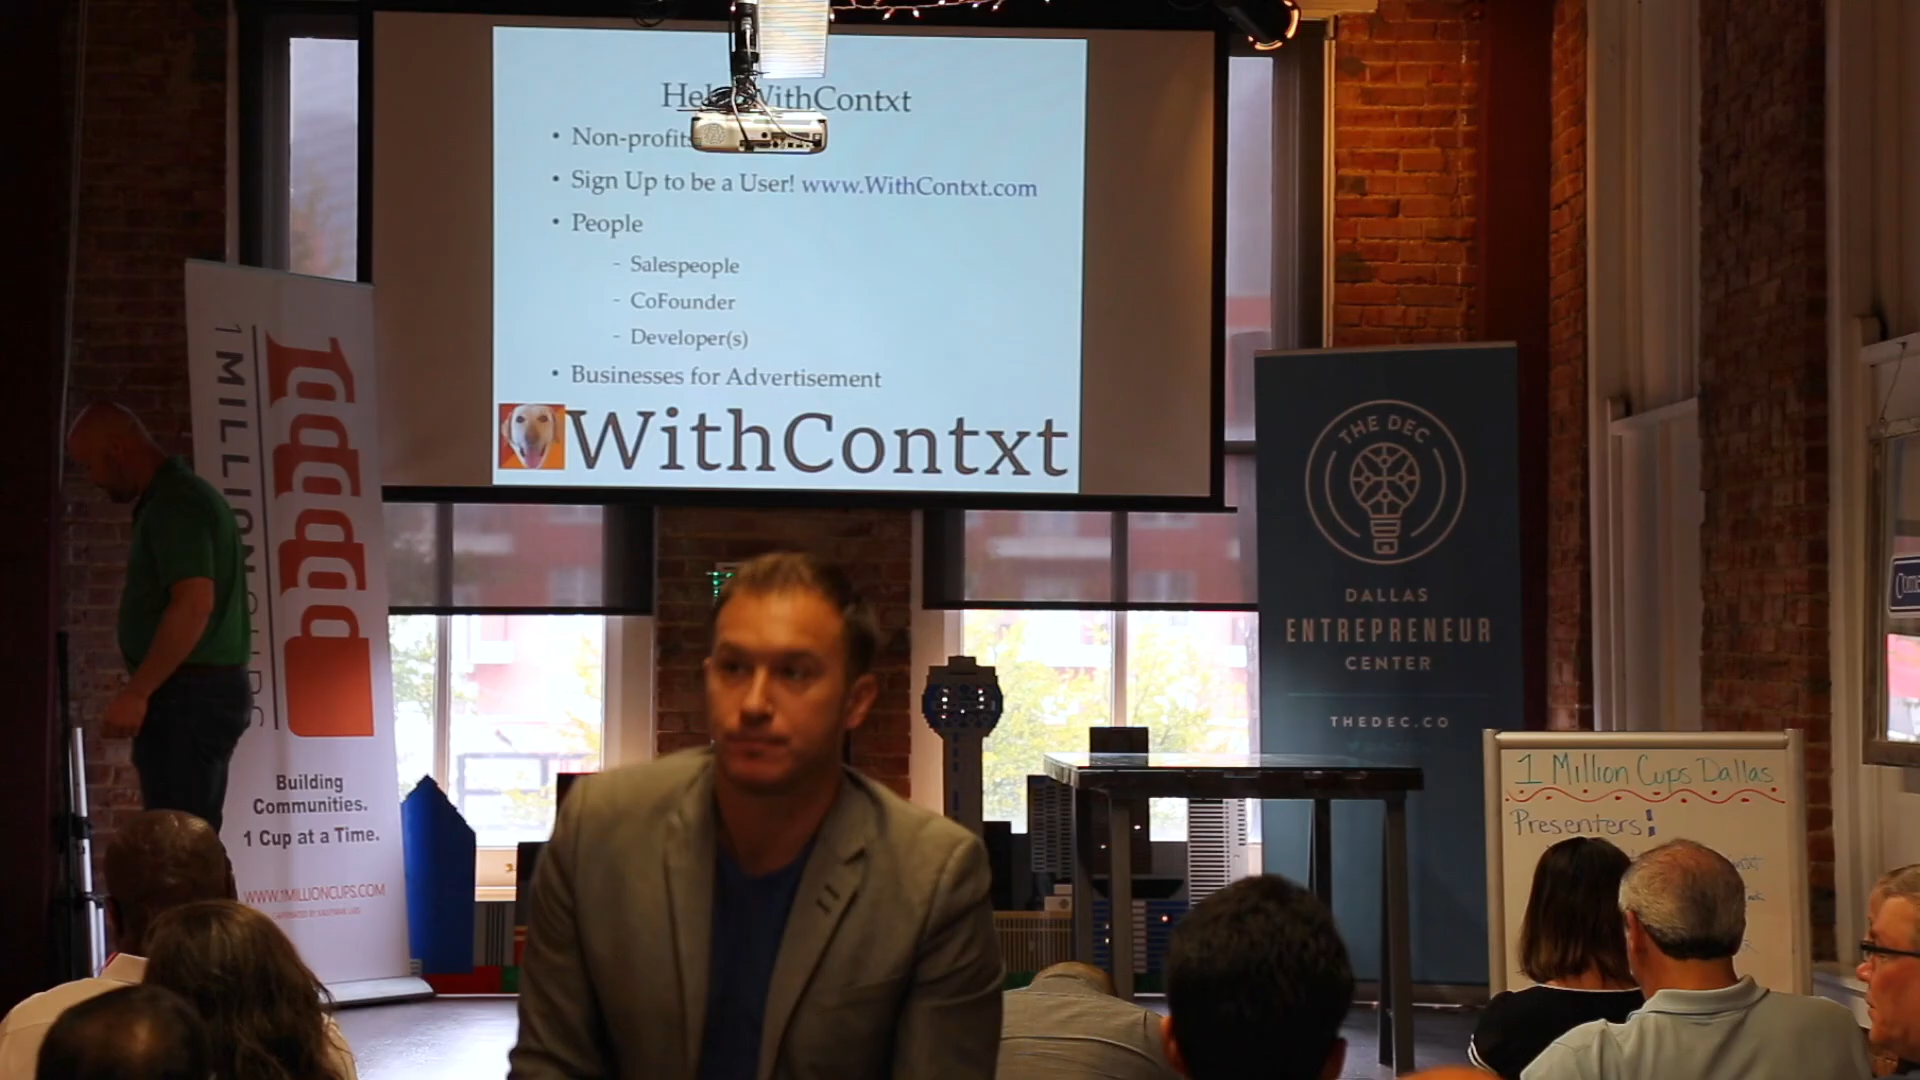 WithContxt
• Non-profits
• Sign Up to be a User! www.WithContxt.com
• People
- Salespeople
- CoFounder
- Developer(s)
• Businesses for Advertisement
WithContxt
1 MILLION CUPS
Building
Communities.
1 Cup at a Time.
WWW.1MILLIONCUPS.COM
THE DEC
DALLAS
ENTREPRENEUR
CENTER
THEDEC.CO
1 Million Cups Dallas
Presenters!